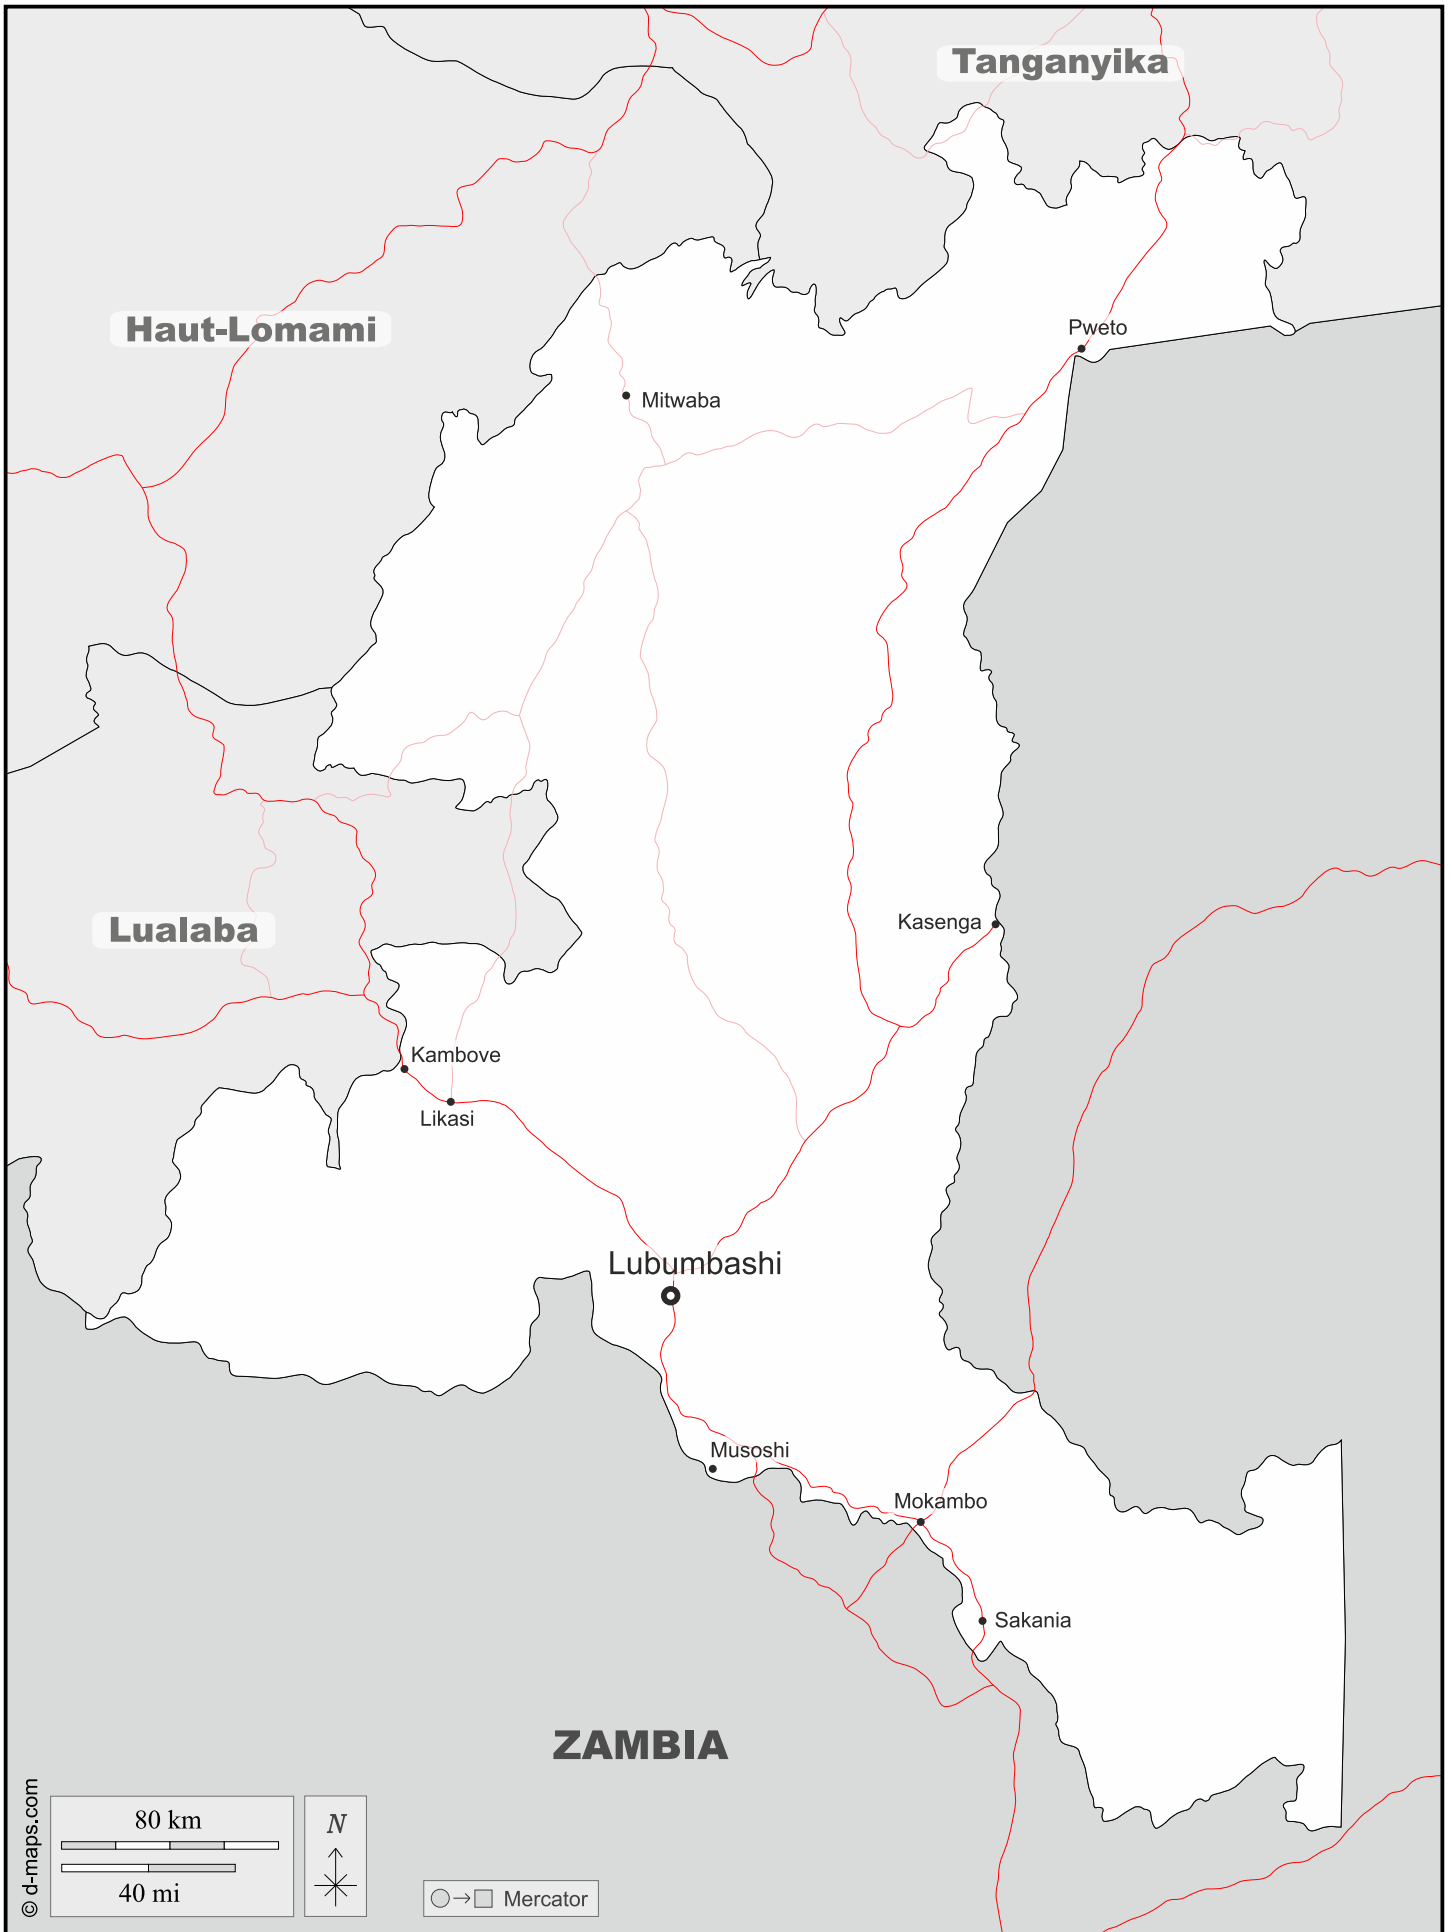 Tanganyika
Haut-Lomami
Pweto
Mitwaba
Lualaba
Kasenga
Kambove
Likasi
Lubumbashi
Musoshi
Mokambo
Sakania
ZAMBIA
© d-maps.com
80 km
40 mi
N
Mercator